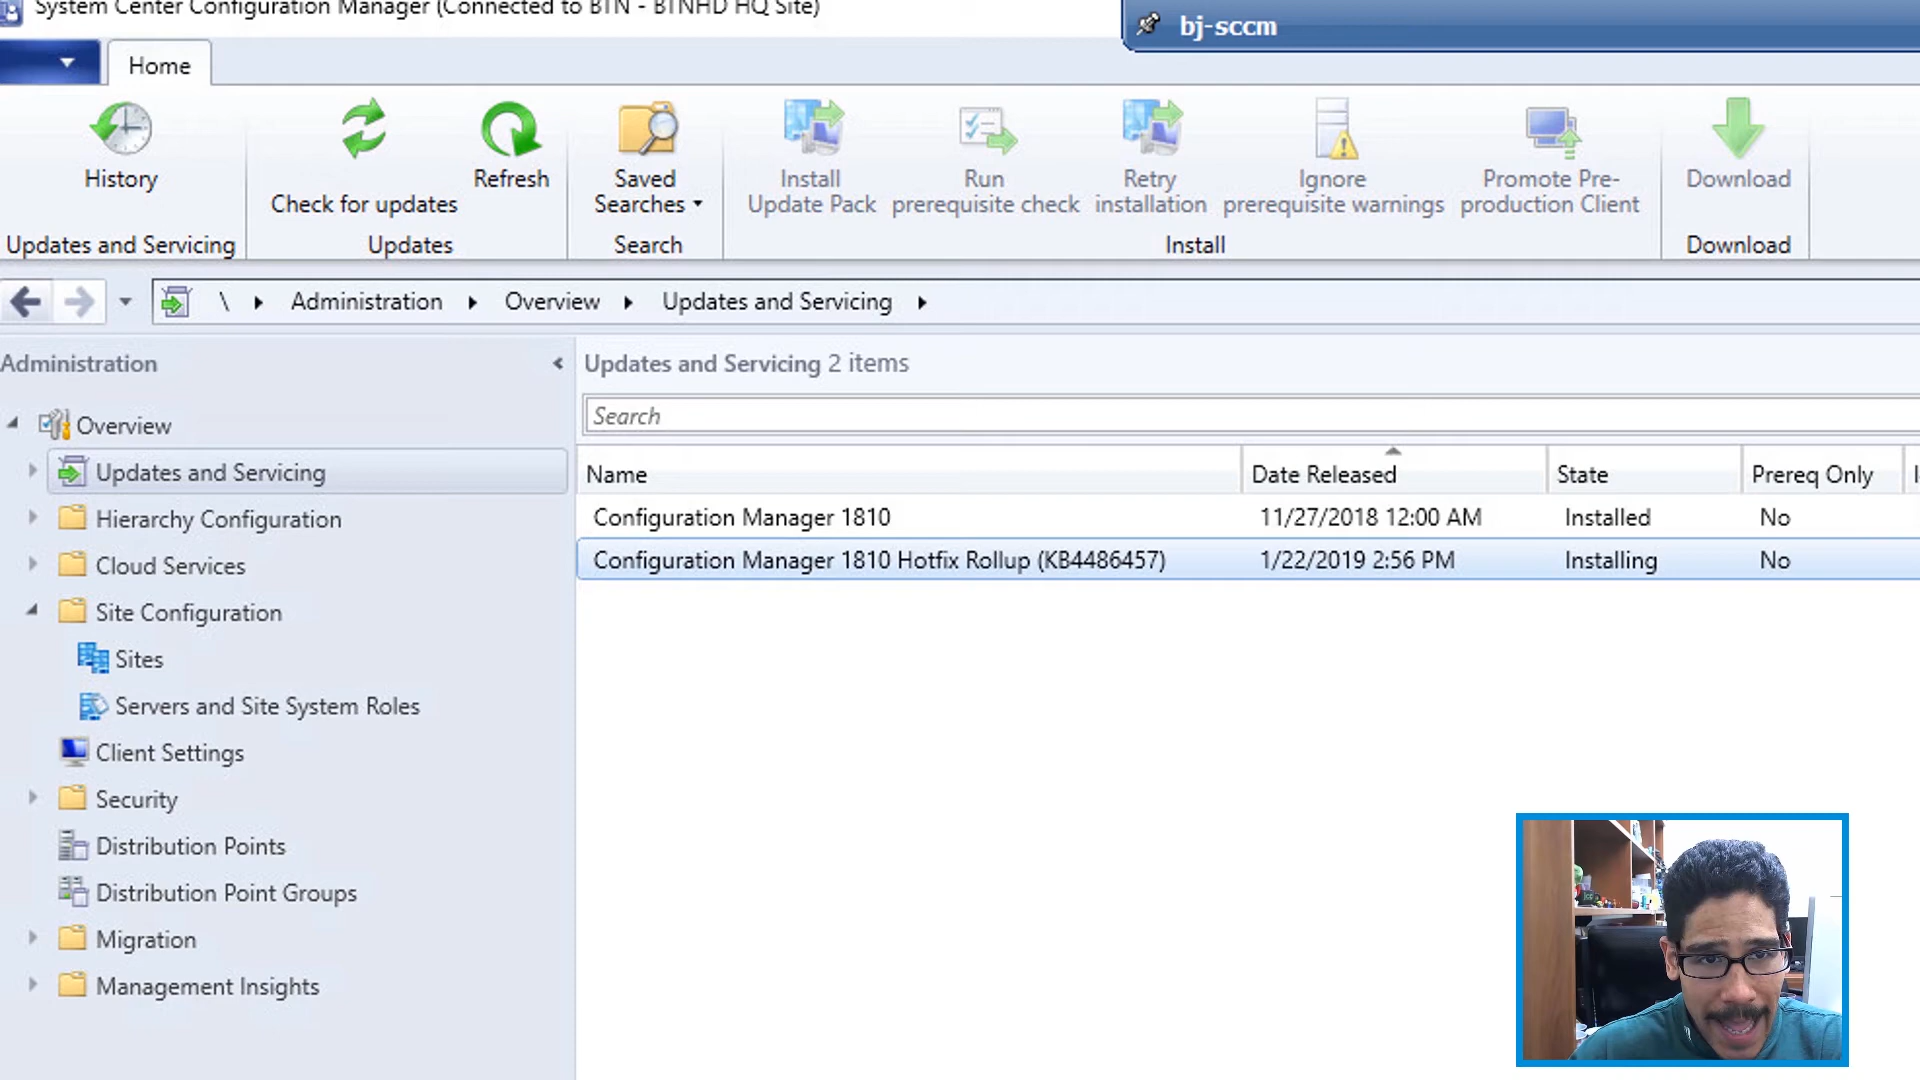 System Center Configuration Manager (Connected to BTN - BTNHD HQ Site)
bj-sccm
Home
History
Check for updates
Refresh
Saved
Searches
Install
Update Pack
Run
prerequisite check
Retry
installation
Ignore
prerequisite warnings
Promote Pre-
production Client
Download
Updates and Servicing
Updates
Search
Install
Download
\ Administration Overview Updates and Servicing
Administration
Overview
Updates and Servicing
Hierarchy Configuration
Cloud Services
Site Configuration
Sites
Servers and Site System Roles
Client Settings
Security
Distribution Points
Distribution Point Groups
Migration
Management Insights
Updates and Servicing 2 items
Search
Name Date Released State Prereq Only
Configuration Manager 1810 11/27/2018 12:00 AM Installed No
Configuration Manager 1810 Hotfix Rollup (KB4486457) 1/22/2019 2:56 PM Installing No